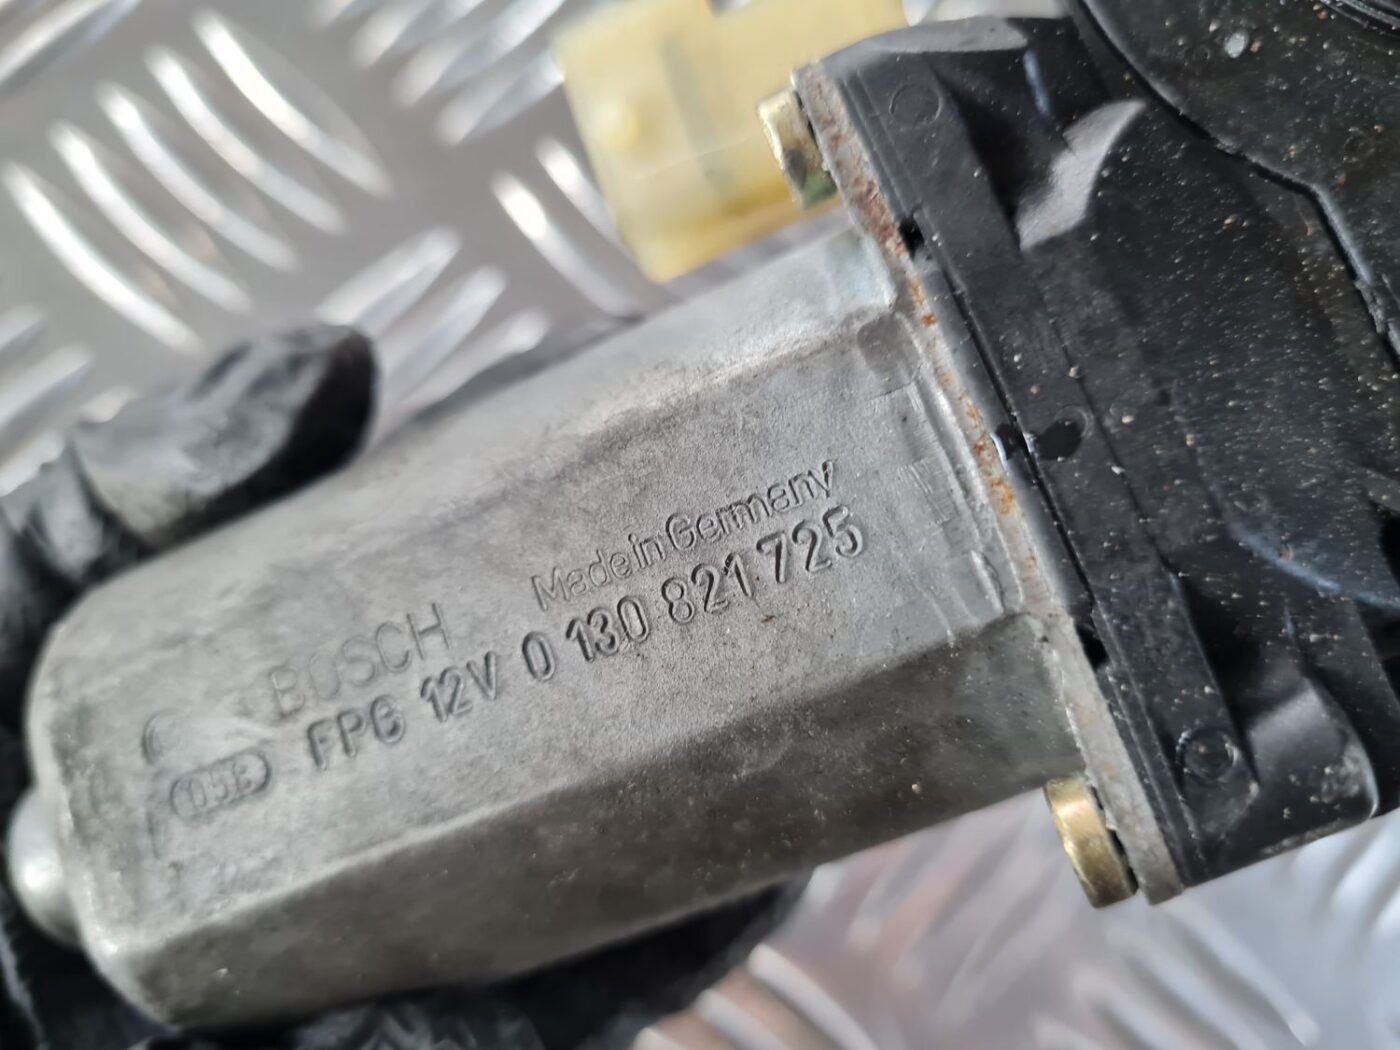 BOSCH
Made in Germany
FPG 12V 0 130 821 725